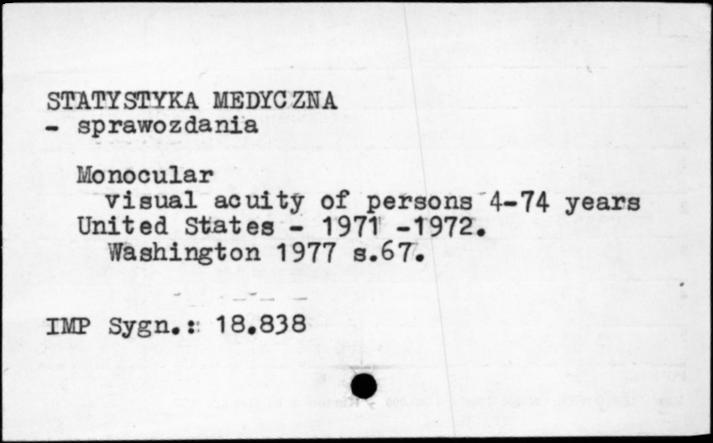 STATYSTYKA MEDYCZNA
- sprawozdania
Monocular
visual acuity of persons 4-74 years
United States - 1971 -1972.
Washington 1977 s.67.
IMP Sygn.: 18.838